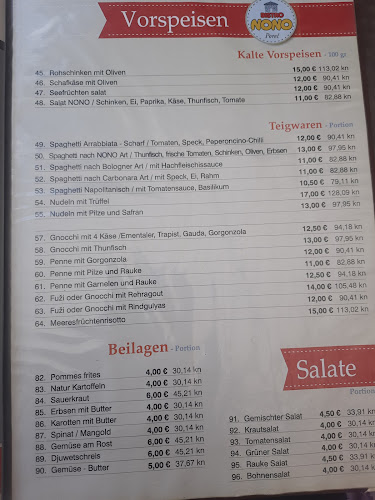 Vorspeisen
BISTRO
NONO
Poreč
Kalte Vorspeisen - 100 gr
45. Rohschinken mit Oliven 15,00 € 113,02 kn
46. Schafkäse mit Oliven 12,00 € 90,41 kn
47. Seefrüchten salat 12,00 € 90,41 kn
48. Salat NONO / Schinken, Ei, Paprika, Käse, Thunfisch, Tomate 11,00 € 82,88 kn
Teigwaren - Portion
49. Spaghetti Arrabbiata - Scharf / Tomaten, Speck, Peperoncino-Chilli 12,00 € 90,41 kn
50. Spaghetti nach NONO Art / Thunfisch, frische Tomaten, Schinken, Oliven, Erbsen 13,00 € 97,95 kn
51. Spaghetti nach Bologner Art / mit Hachfleischsauce 11,00 € 82,88 kn
52. Spaghetti nach Carbonara Art / mit Speck, Ei, Rahm 11,00 € 82,88 kn
53. Spaghetti Napolitanisch / mit Tomatensauce, Basilikum 10,50 € 79,11 kn
54. Nudeln mit Trüffel 17,00 € 128,09 kn
55. Nudeln mit Pilze und Safran 13,00 € 97,95 kn
57. Gnocchi mit 4 Käse /Ementaler, Trapist, Gauda, Gorgonzola 12,50 € 94,18 kn
58. Gnocchi mit Thunfisch 13,00 € 97,95 kn
59. Penne mit Gorgonzola 12,00 € 90,41 kn
60. Penne mit Pilze und Rauke 11,00 € 82,88 kn
61. Penne mit Garnelen und Rauke 12,50 € 94,18 kn
62. Fuži oder Gnocchi mit Rehragout 14,00 € 105,48 kn
63. Fuži oder Gnocchi mit Rindgulyas 12,00 € 90,41 kn
64. Meeresfrüchtenrisotto 15,00 € 113,02 kn
Beilagen - Portion
82. Pommes frites 4,00 € 30,14 kn
83. Natur Kartoffeln 4,00 € 30,14 kn
84. Sauerkraut 4,00 € 30,14 kn
85. Erbsen mit Butter 4,00 € 30,14 kn
86. Karotten mit Butter 4,00 € 30,14 kn
87. Spinat / Mangold 6,00 € 45,21 kn
88. Gemüse am Rost 6,00 € 45,21 kn
89. Djuwetschreis 6,00 € 45,21 kn
90. Gemüse - Butter 5,00 € 37,67 kn
Salate
Portion
91. Gemischter Salat 4,50 € 33,91 kn
92. Krautsalat 4,00 € 30,14 kn
93. Tomatensalat 4,00 € 30,14 kn
94. Grüner Salat 4,00 € 30,14 kn
95. Rauke Salat 4,50 € 33,91 kn
96. Bohnensalat 4,00 € 30,14 kn